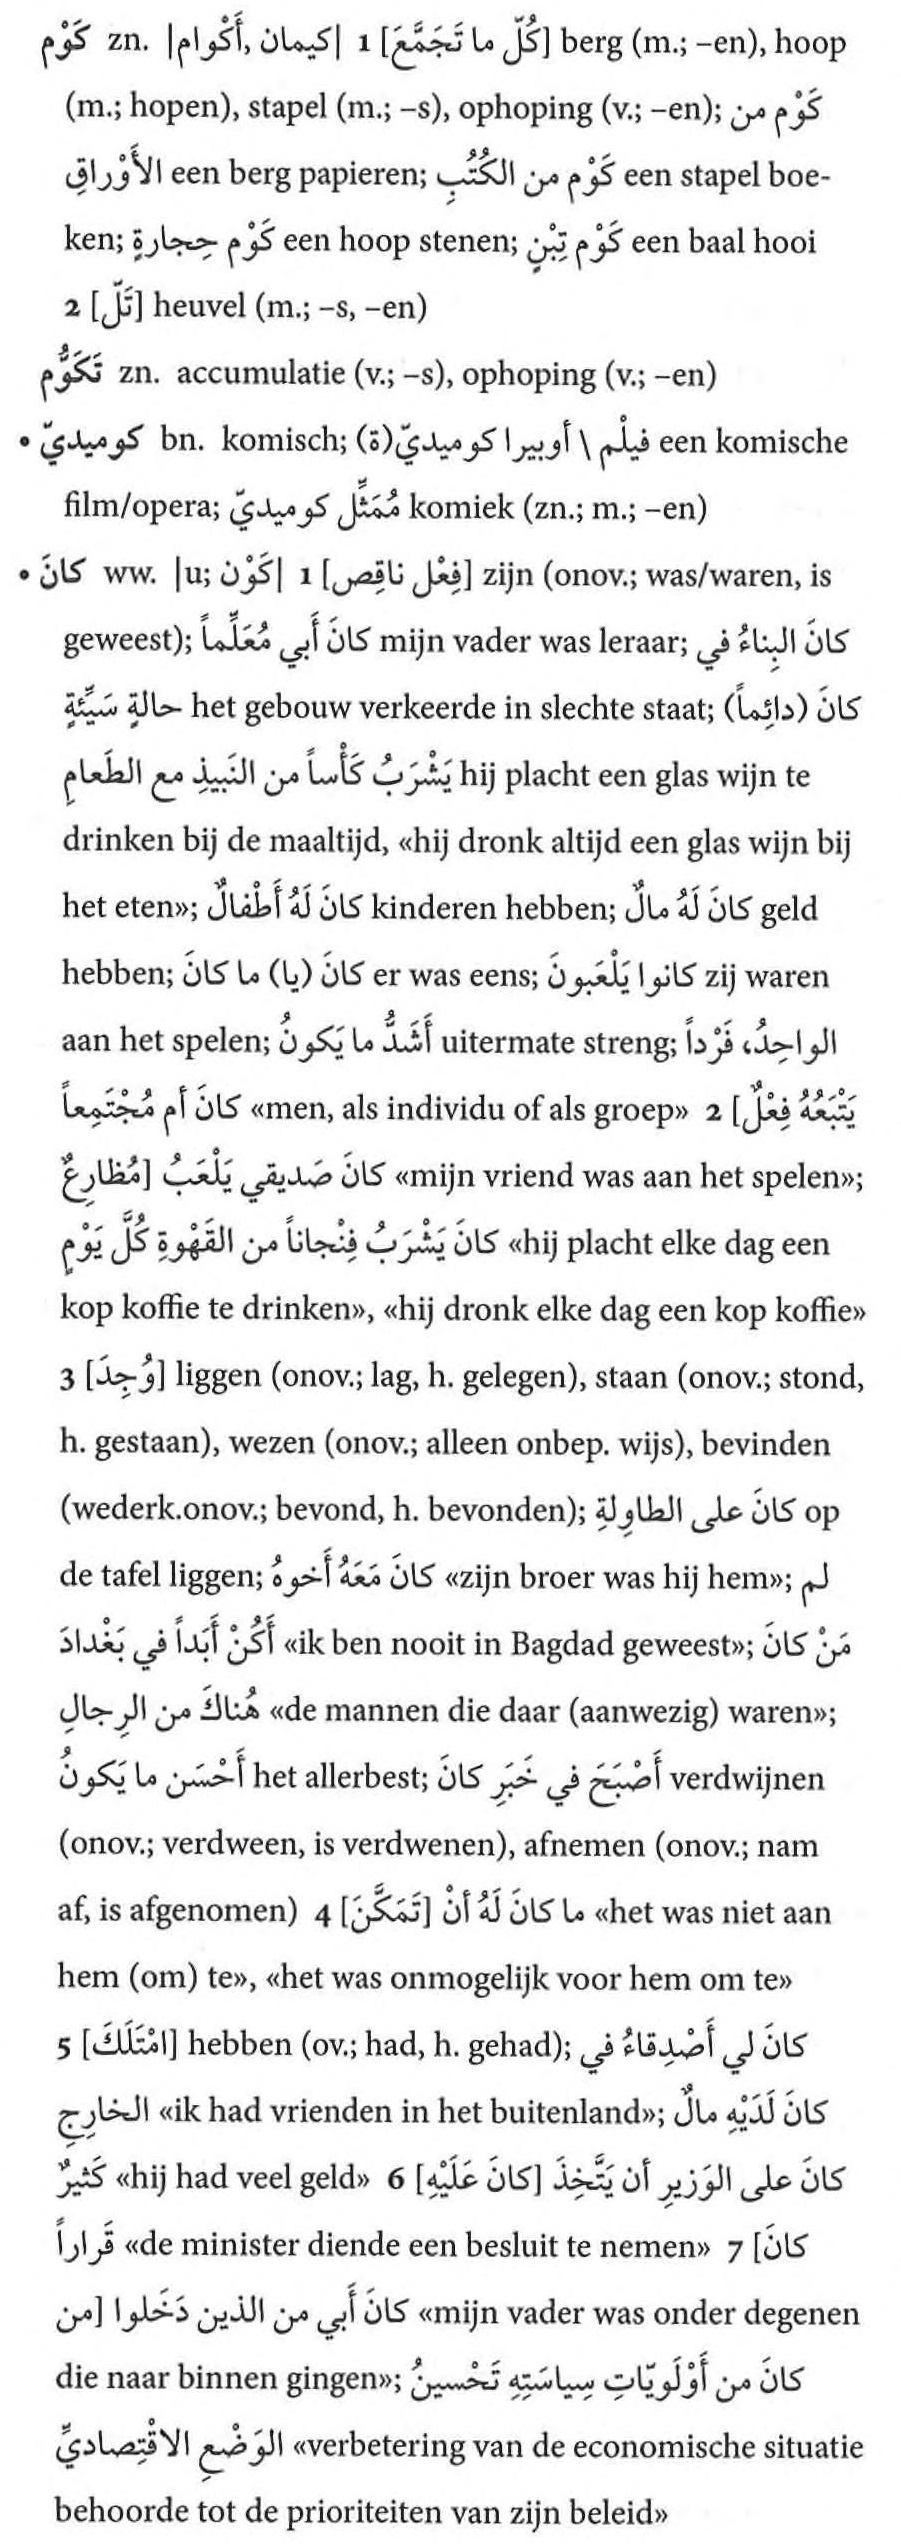 كَوْم zn. |كيمان ,أَكْوام| 1 [كُلّ ما تَجَمَّعَ] berg (m.; –en), hoop
(m.; hopen), stapel (m.; –s), ophoping (v.; –en); كَوْم من
الأَوْراقِ een berg papieren; كَوْم من الكُتُبِ een stapel boe-
ken; كَوْم حِجارةٍ een hoop stenen; كَوْم تِبْنٍ een baal hooi
2 [تَلّ] heuvel (m.; –s, –en)
تَكَوُّم zn. accumulatie (v.; –s), ophoping (v.; –en)
• كوميديّ bn. komisch; فيلْم \ أوبيرا كوميديّ(ة) een komische
film/opera; مُمَثِّل كوميديّ komiek (zn.; m.; –en)
• كانَ ww. |u; كَوْن| 1 [فِعْل ناقِص] zijn (onov.; was/waren, is
geweest); كانَ أَبي مُعَلِّماً mijn vader was leraar; كانَ البِناءُ في
حالةٍ سَيِّئةٍ het gebouw verkeerde in slechte staat; كانَ (دائِماً)
يَشْرَبُ كَأْساً من النَبيذِ مع الطَعامِ hij placht een glas wijn te
drinken bij de maaltijd, «hij dronk altijd een glas wijn bij
het eten»; كانَ لَهُ أَطْفالٌ kinderen hebben; كانَ لَهُ مالٌ geld
hebben; كانَ (يا) ما كانَ er was eens; كانوا يَلْعَبونَ zij waren
aan het spelen; أَشَدُّ ما يَكونُ uitermate streng; الواحِدُ، فَرْداً
كانَ أم مُجْتَمِعاً «men, als individu of als groep» 2 [يَتْبَعُهُ فِعْلٌ
مُظارِعٌ] كانَ صَديقي يَلْعَبُ «mijn vriend was aan het spelen»;
كانَ يَشْرَبُ فِنْجاناً من القَهْوةِ كُلَّ يَوْمٍ «hij placht elke dag een
kop koffie te drinken», «hij dronk elke dag een kop koffie»
3 [وُجِدَ] liggen (onov.; lag, h. gelegen), staan (onov.; stond,
h. gestaan), wezen (onov.; alleen onbep. wijs), bevinden
(wederk.onov.; bevond, h. bevonden); كانَ على الطاوِلةِ op
de tafel liggen; كانَ مَعَهُ أَخوهُ «zijn broer was hij hem»; لم
أَكُنْ أَبَداً في بَغْدادَ «ik ben nooit in Bagdad geweest»; مَنْ كانَ
هُناكَ من الرِجالِ «de mannen die daar (aanwezig) waren»;
أَحْسَن ما يَكونُ het allerbest; أَصْبَحَ في خَبَرِ كانَ verdwijnen
(onov.; verdween, is verdwenen), afnemen (onov.; nam
af, is afgenomen) 4 [تَمَكَّنَ] ما كانَ لَهُ أنْ «het was niet aan
hem (om) te», «het was onmogelijk voor hem om te»
5 [امْتَلَكَ] hebben (ov.; had, h. gehad); كانَ لي أَصْدِقاءُ في
الخارِجِ «ik had vrienden in het buitenland»; كانَ لَدَيْهِ مالٌ
كَثيرٌ «hij had veel geld» 6 [كانَ عَلَيْهِ] كانَ على الوَزيرِ أن يَتَّخِذَ
قَراراً «de minister diende een besluit te nemen» 7 [كانَ
من] كانَ أَبي من الذين دَخَلوا «mijn vader was onder degenen
die naar binnen gingen»; كانَ من أَوْلَويّاتِ سِياسَتِهِ تَحْسينُ
الوَضْعِ الاقْتِصاديِّ «verbetering van de economische situatie
behoorde tot de prioriteiten van zijn beleid»